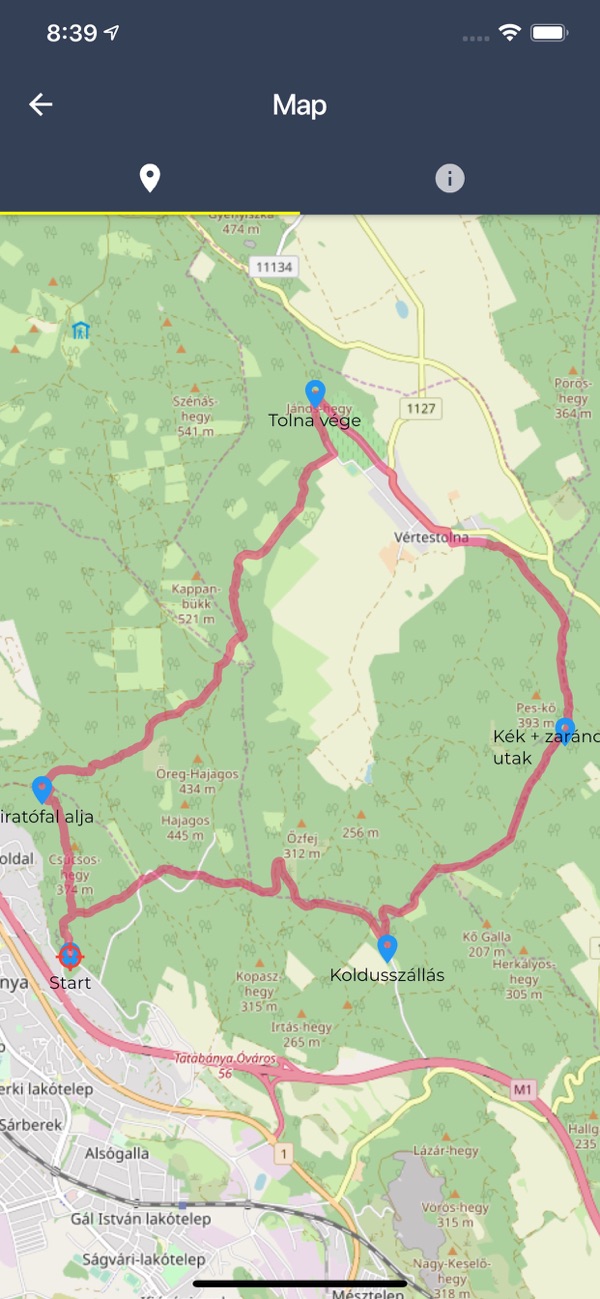 8:39
Map
Gyenyiszka
474 m
11134
Szénás-
hegy
541 m
János-hegy
Tolna vége
1127
Pörös-
hegy
364 m
Vértestolna
Kappan-
bükk
521 m
Pes-kő
393 m
Kék + zaránd
utak
Öreg-Hajagos
434 m
iratófal alja
Hajagos
445 m
Őzfej
312 m
256 m
oldal
Csúcsos-
hegy
374 m
Kő Galla
207 m
Herkályos-
hegy
305 m
Koldusszállás
Start
nya
Kopasz-
hegy
315 m
Irtás-hegy
265 m
Tatabánya Óváros
56
M1
erki lakótelep
Sárberek
Hallg
235
Alsógalla
1
Lázár-hegy
Gál István lakótelep
Vörös-hegy
315 m
Ságvári-lakótelep
Nagy-Keselő-
hegy
318 m
Mésztelep